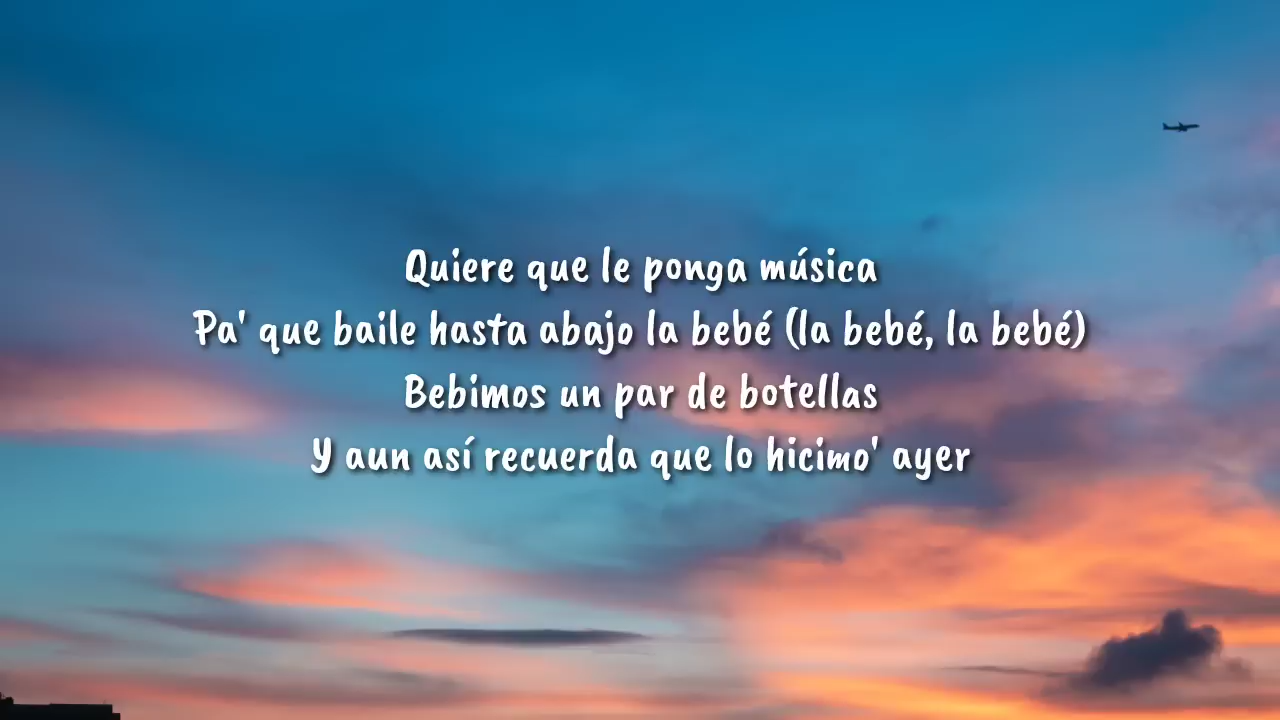 Quiere que le ponga música
Pa' que baile hasta abajo la bebé (la bebé, la bebé)
Bebimos un par de botellas
Y aun así recuerda que lo hicimo' ayer